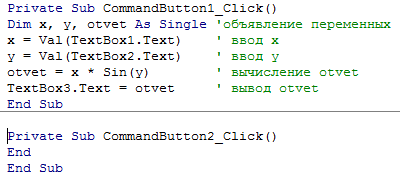 Private Sub CommandButton1_Click()
Dim x, y, otvet As Single 'объявление переменных
x = Val(TextBox1.Text) ' ввод x
y = Val(TextBox2.Text) ' ввод y
otvet = x * Sin(y) ' вычисление otvet
TextBox3.Text = otvet ' вывод otvet
End Sub
Private Sub CommandButton2_Click()
End
End Sub